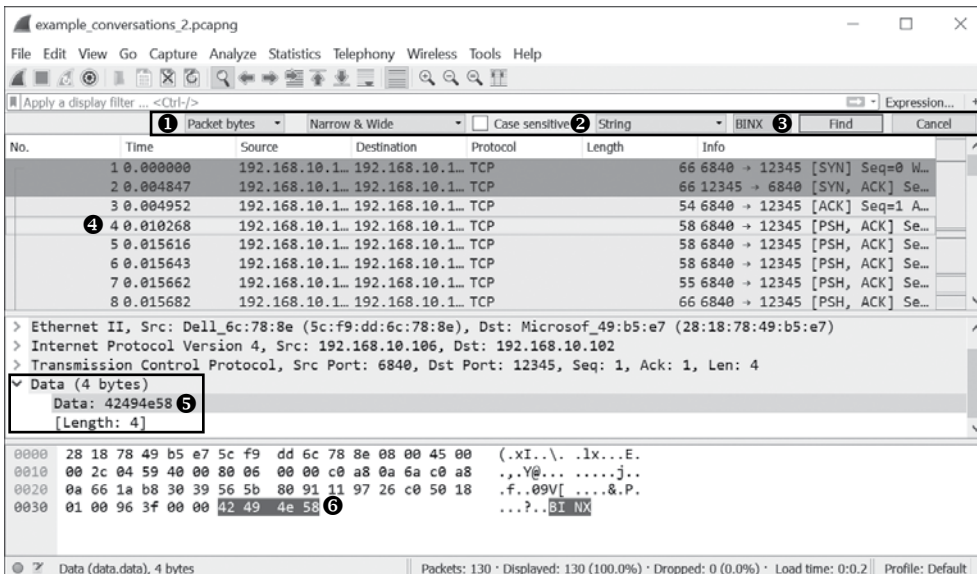 example_conversations_2.pcapng
File Edit View Go Capture Analyze Statistics Telephony Wireless Tools Help
Apply a display filter ... <Ctrl-/> Expression... +
❶ Packet bytes Narrow & Wide Case sensitive ❷ String BINX ❸ Find Cancel
No. Time Source Destination Protocol Length Info
1 0.000000 192.168.10.1… 192.168.10.1… TCP 66 6840 → 12345 [SYN] Seq=0 W…
2 0.004847 192.168.10.1… 192.168.10.1… TCP 66 12345 → 6840 [SYN, ACK] Se…
3 0.004952 192.168.10.1… 192.168.10.1… TCP 54 6840 → 12345 [ACK] Seq=1 A…
❹ 4 0.010268 192.168.10.1… 192.168.10.1… TCP 58 6840 → 12345 [PSH, ACK] Se…
5 0.015616 192.168.10.1… 192.168.10.1… TCP 58 6840 → 12345 [PSH, ACK] Se…
6 0.015643 192.168.10.1… 192.168.10.1… TCP 58 6840 → 12345 [PSH, ACK] Se…
7 0.015662 192.168.10.1… 192.168.10.1… TCP 55 6840 → 12345 [PSH, ACK] Se…
8 0.015682 192.168.10.1… 192.168.10.1… TCP 66 6840 → 12345 [PSH, ACK] Se…
> Ethernet II, Src: Dell_6c:78:8e (5c:f9:dd:6c:78:8e), Dst: Microsof_49:b5:e7 (28:18:78:49:b5:e7)
> Internet Protocol Version 4, Src: 192.168.10.106, Dst: 192.168.10.102
> Transmission Control Protocol, Src Port: 6840, Dst Port: 12345, Seq: 1, Ack: 1, Len: 4
Data (4 bytes)
Data: 42494e58 ❺
[Length: 4]
0000 28 18 78 49 b5 e7 5c f9 dd 6c 78 8e 08 00 45 00 (.xI..\. .lx...E.
0010 00 2c 04 59 40 00 80 06 00 00 c0 a8 0a 6a c0 a8 .,.Y@... .....j..
0020 0a 66 1a b8 30 39 56 5b 80 91 11 97 26 c0 50 18 .f..09V[ ....&.P.
0030 01 00 96 3f 00 00 42 49 4e 58 ❻ ...?..BI NX
Data (data.data), 4 bytes Packets: 130 · Displayed: 130 (100.0%) · Dropped: 0 (0.0%) · Load time: 0:0.2 Profile: Default